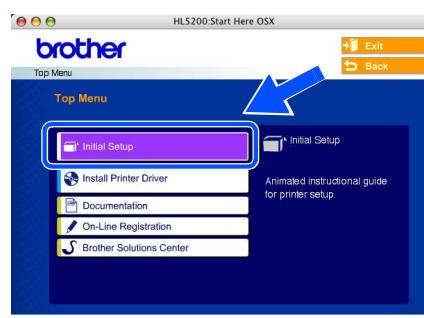 HL5200:Start Here OSX
brother
Exit
Back
Top Menu
Top Menu
Initial Setup
Initial Setup
Install Printer Driver
Animated instructional guide
for printer setup.
Documentation
On-Line Registration
Brother Solutions Center